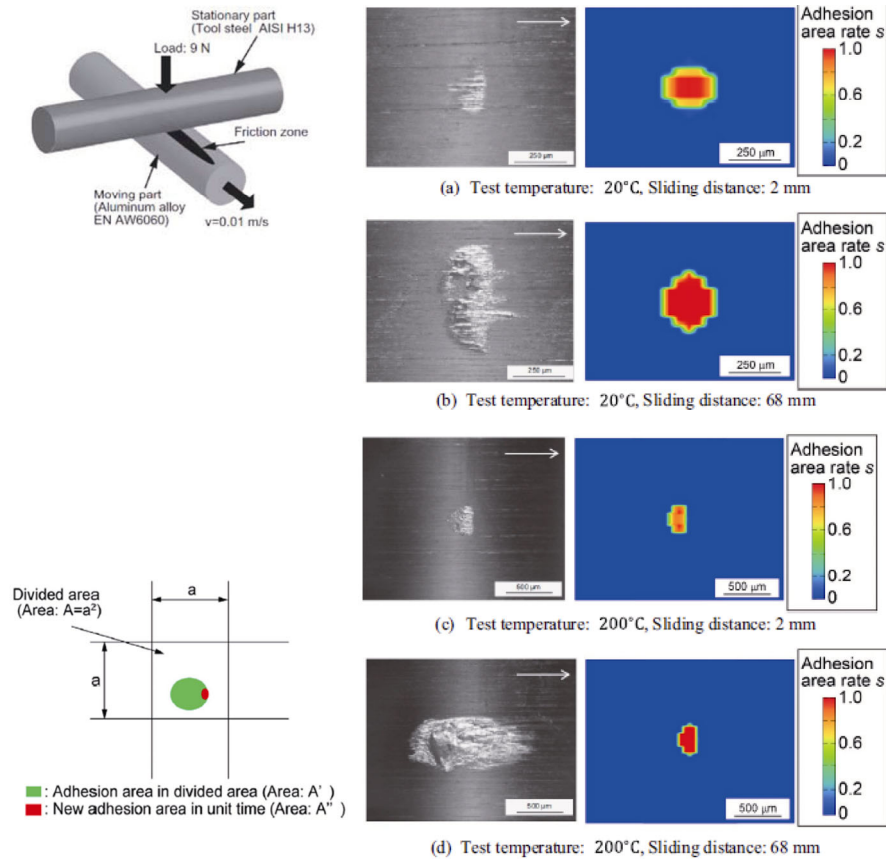 Stationary part
(Tool steel AISI H13)
Load: 9 N
Friction zone
Moving part
(Aluminum alloy
EN AW6060)
v=0.01 m/s
250 µm
250 µm
Adhesion
area rate s
1.0
0.6
0.2
0
(a) Test temperature: 20°C, Sliding distance: 2 mm
250 µm
250 µm
Adhesion
area rate s
1.0
0.6
0.2
0
(b) Test temperature: 20°C, Sliding distance: 68 mm
500 µm
500 µm
Adhesion
area rate s
1.0
0.6
0.2
0
(c) Test temperature: 200°C, Sliding distance: 2 mm
Divided area
(Area: A=a²)
a
a
: Adhesion area in divided area (Area: A' )
: New adhesion area in unit time (Area: A'' )
500 µm
500 µm
Adhesion
area rate s
1.0
0.6
0.2
0
(d) Test temperature: 200°C, Sliding distance: 68 mm